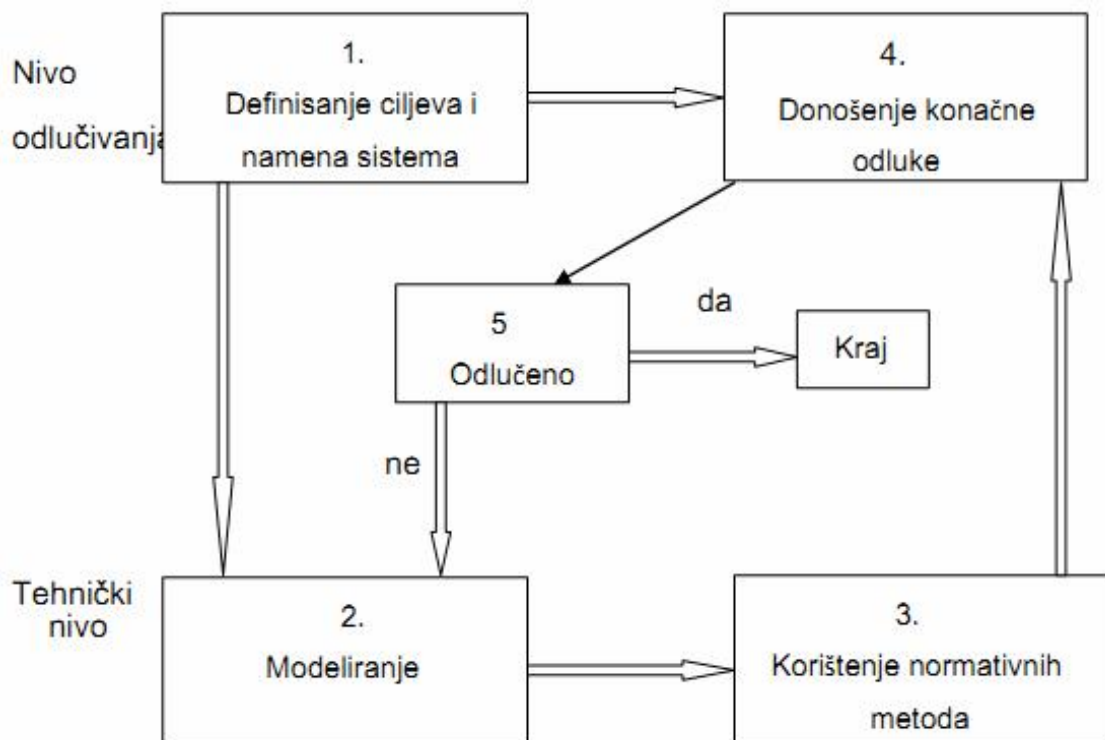 Nivo
odlučivanja
1.
Definisanje ciljeva i
namena sistema
4.
Donošenje konačne
odluke
5
Odlučeno
da
Kraj
ne
Tehnički
nivo
2.
Modeliranje
3.
Korištenje normativnih
metoda